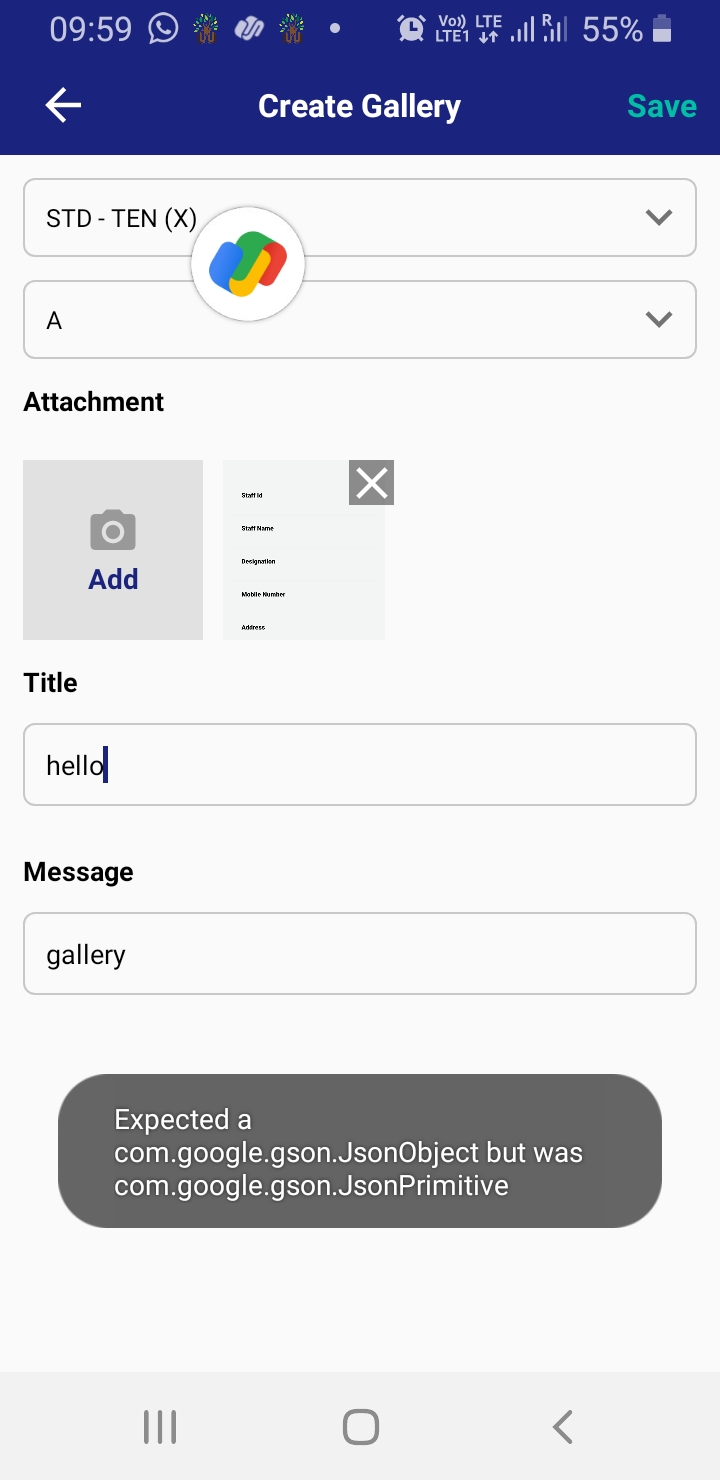 09:59 Vo)) LTE1 LTE R 55%
Create Gallery Save
STD - TEN (X)
A
Attachment
Add
Staff Id
Staff Name
Designation
Mobile Number
Address
Title
hello
Message
gallery
Expected a
com.google.gson.JsonObject but was
com.google.gson.JsonPrimitive